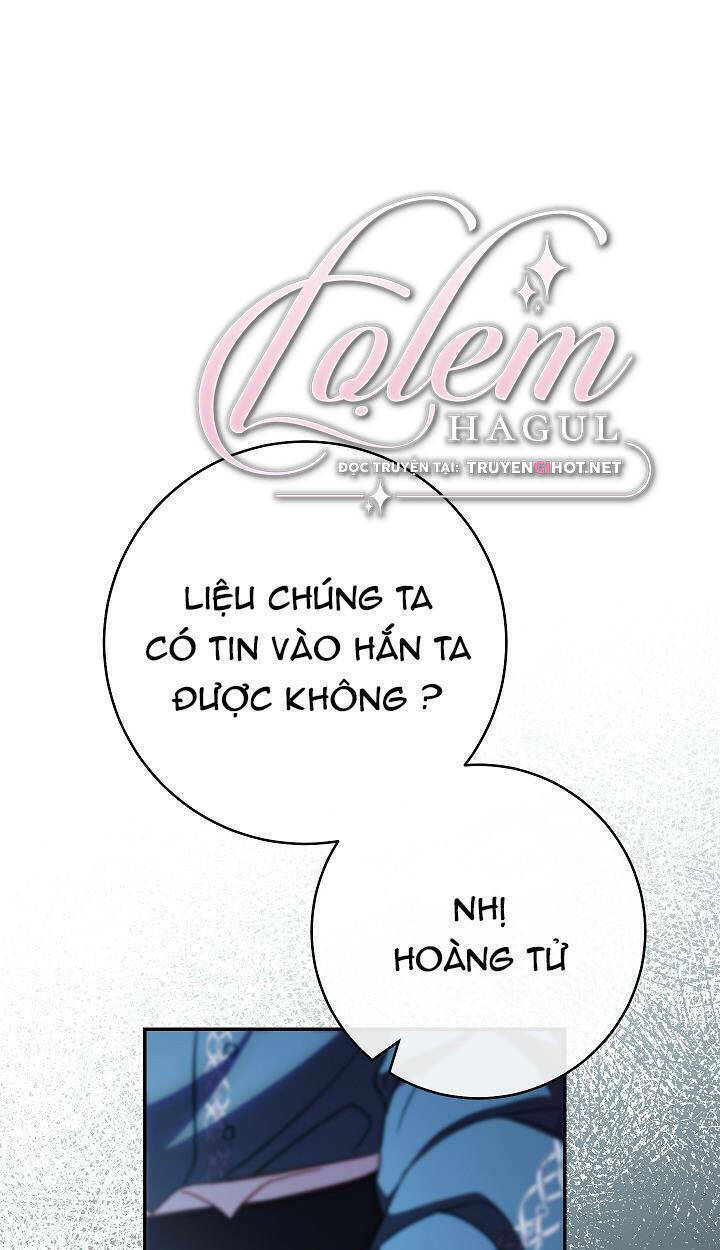 Lọlem
HAGUL
ĐỌC TRUYỆN TẠI: TRUYENGIHOT.NET
LIỆU CHÚNG TA
CÓ TIN VÀO HẮN TA
ĐƯỢC KHÔNG ?
NHỊ
HOÀNG TỬ